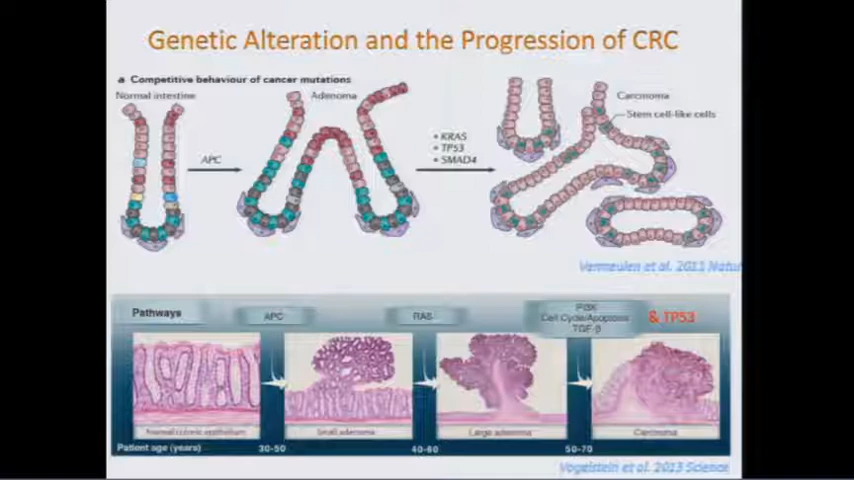 Genetic Alteration and the Progression of CRC
a Competitive behaviour of cancer mutations
Normal intestine
Adenoma
Carcinoma
Stem cell-like cells
APC
• KRAS
• TP53
• SMAD4
Vermeulen et al. 2011 Natur
Pathways
APC
RAS
PI3K
Cell Cycle/Apoptosis
TGF-β
& TP53
Normal colonic epithelium
Small adenoma
Large adenoma
Carcinoma
Patient age (years)
30-50
40-60
50-70
Vogelstein et al. 2013 Science